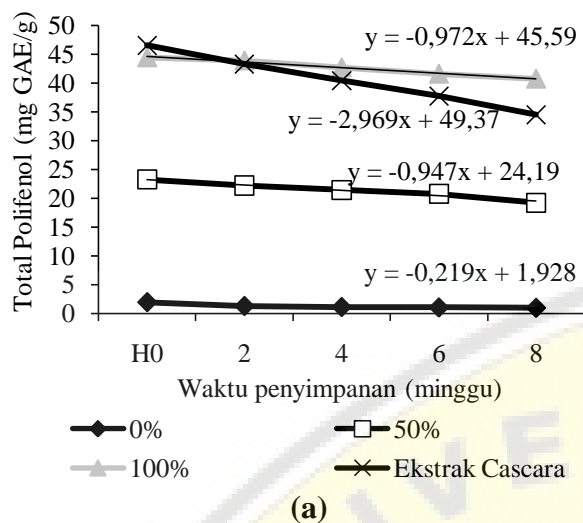 Total Polifenol (mg GAE/g)
50
45
40
35
30
25
20
15
10
5
0
y = -0,972x + 45,59
y = -2,969x + 49,37
y = -0,947x + 24,19
y = -0,219x + 1,928
H0 2 4 6 8
Waktu penyimpanan (minggu)
0% 50%
100% Ekstrak Cascara
(a)